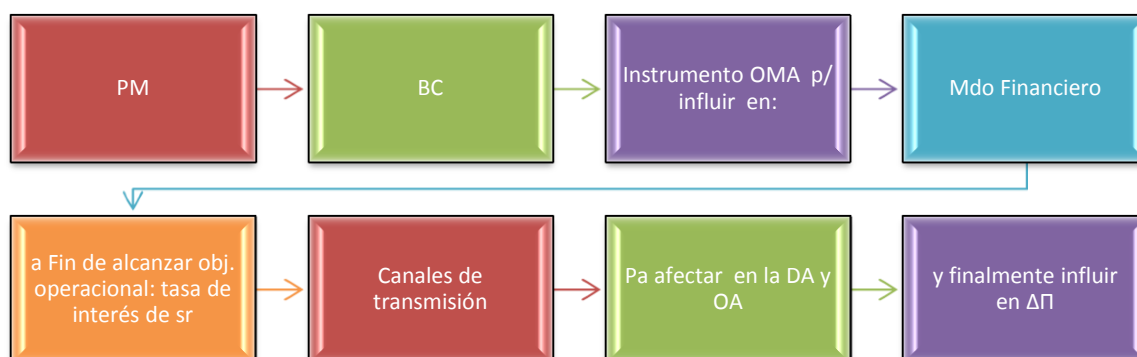 PM
BC
Instrumento OMA p/
influir en:
Mdo Financiero
a Fin de alcanzar obj.
operacional: tasa de
interés de sr
Canales de
transmisión
Pa afectar en la DA y
OA
y finalmente influir
en ΔΠ